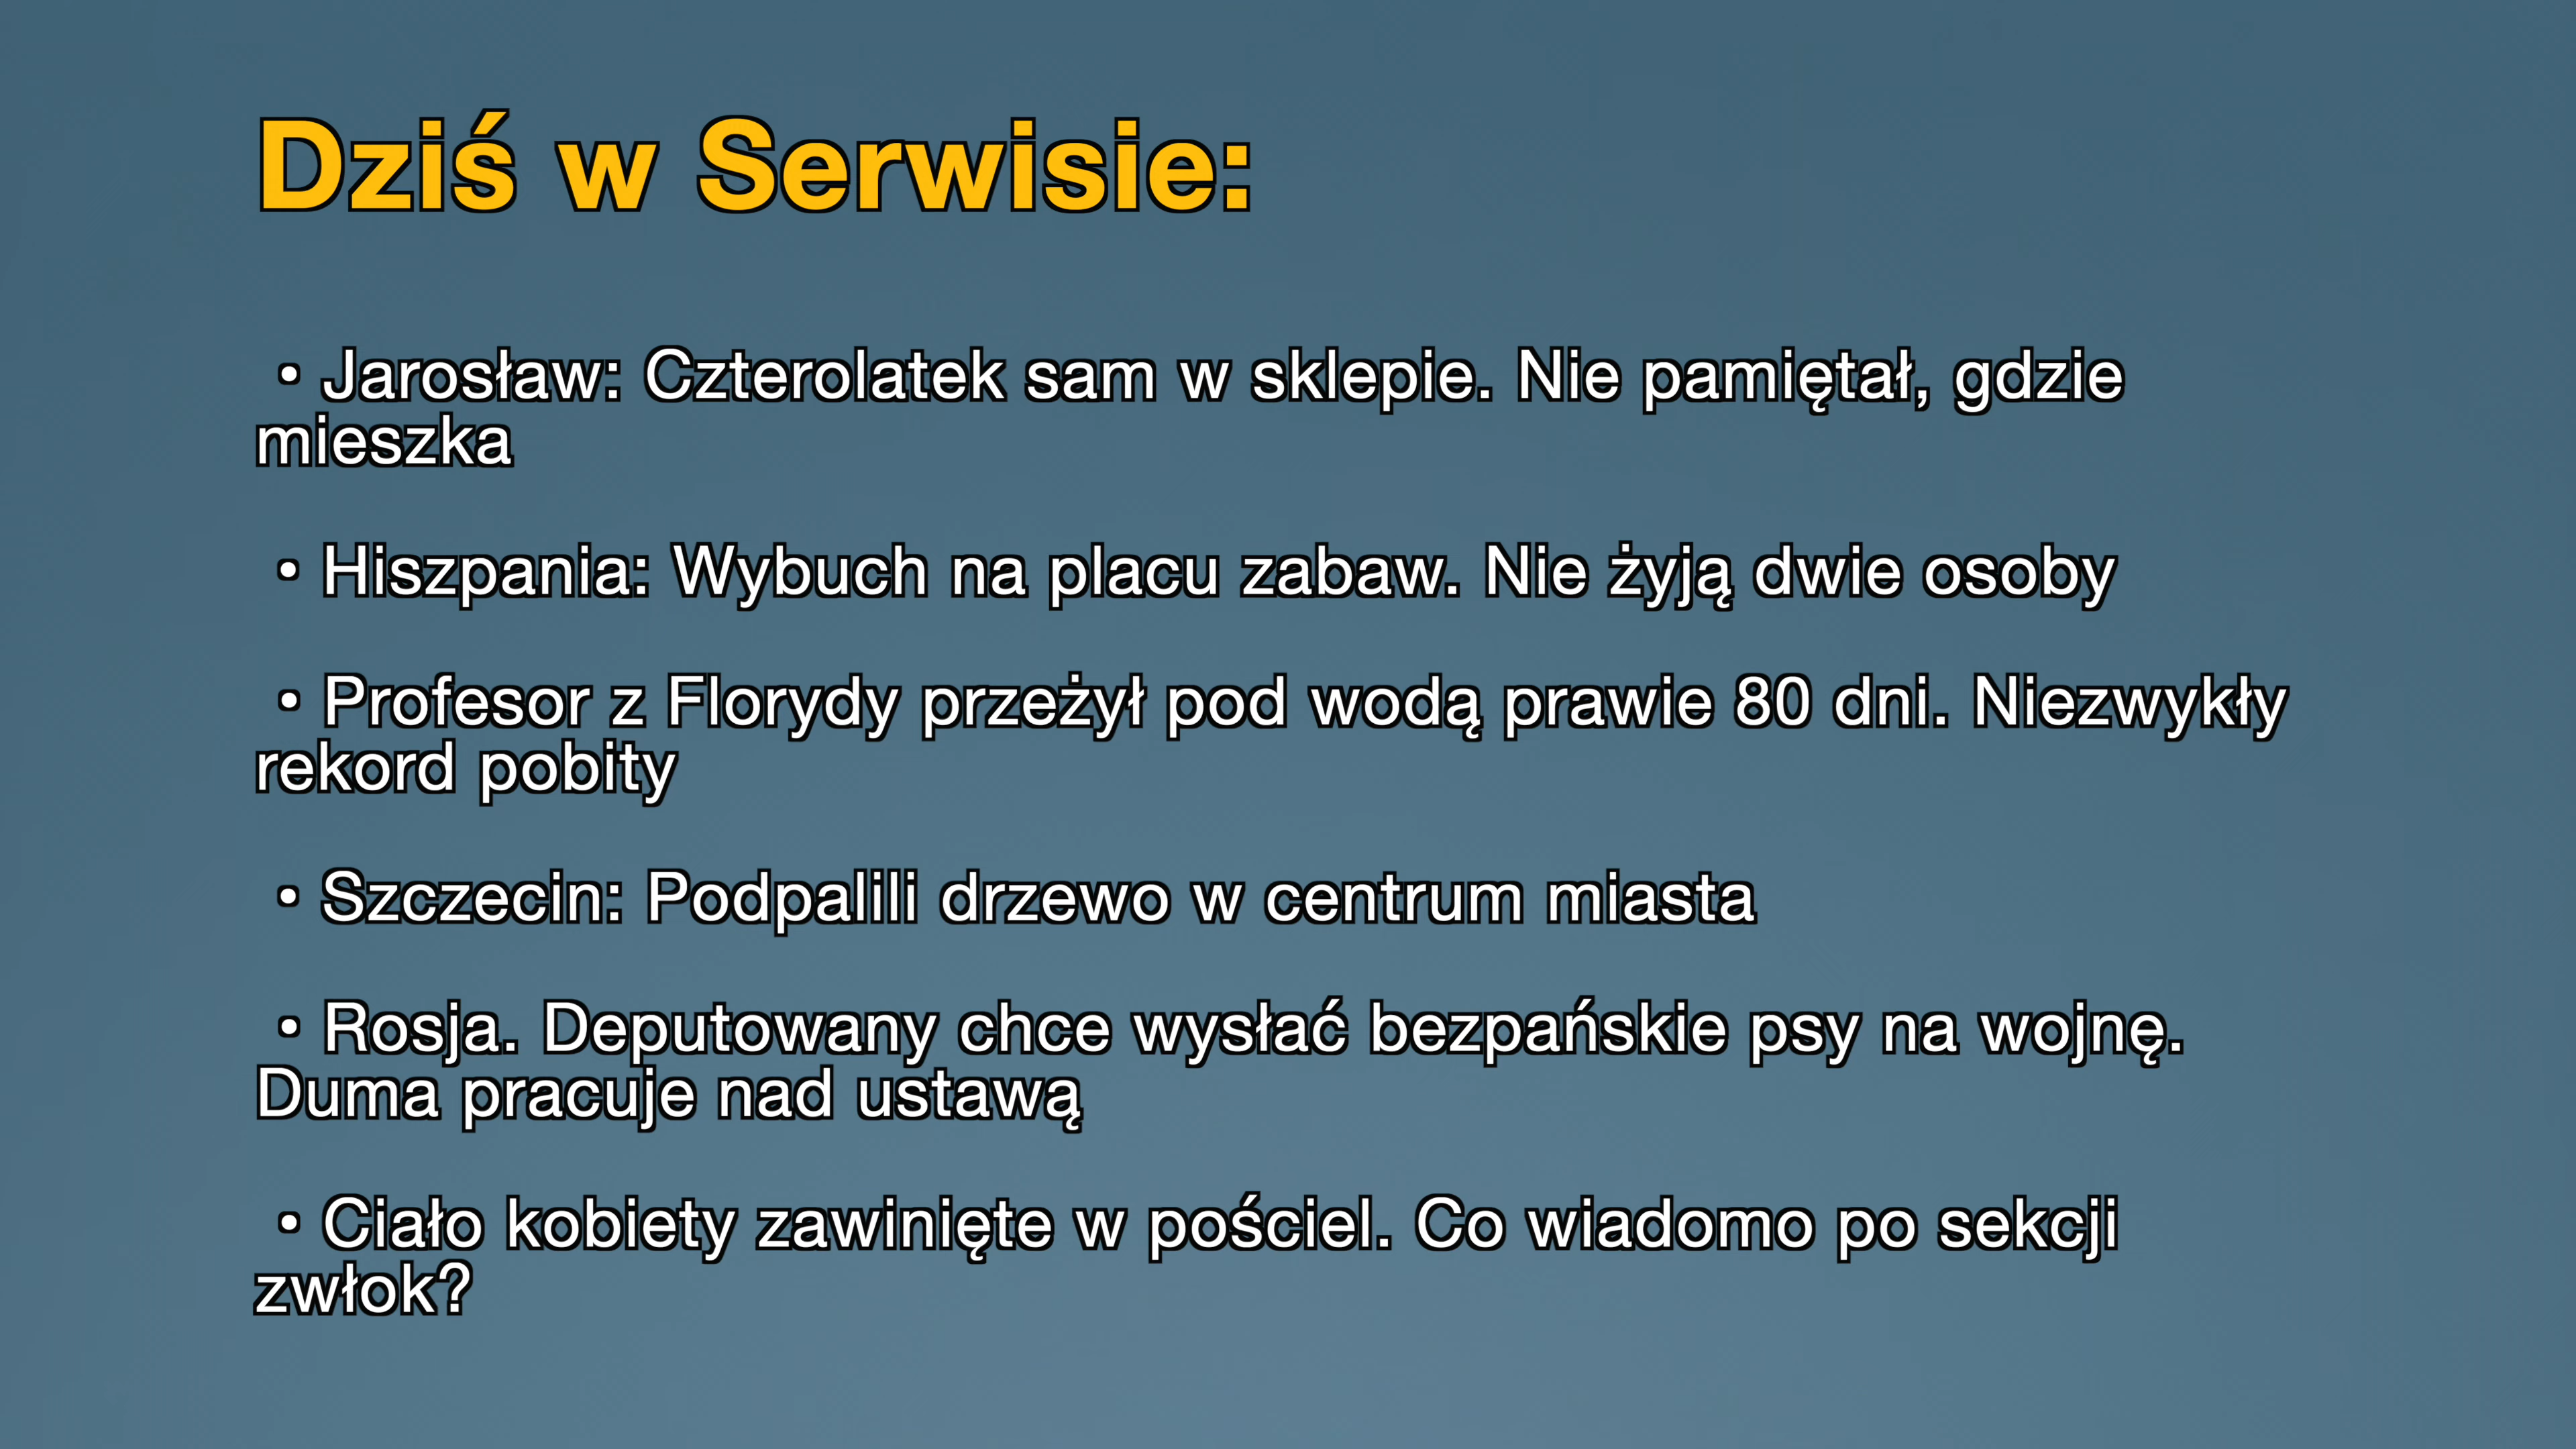 Dziś w Serwisie:
• Jarosław: Czterolatek sam w sklepie. Nie pamiętał, gdzie
mieszka
• Hiszpania: Wybuch na placu zabaw. Nie żyją dwie osoby
• Profesor z Florydy przeżył pod wodą prawie 80 dni. Niezwykły
rekord pobity
• Szczecin: Podpalili drzewo w centrum miasta
• Rosja. Deputowany chce wysłać bezpańskie psy na wojnę.
Duma pracuje nad ustawą
• Ciało kobiety zawinięte w pościel. Co wiadomo po sekcji
zwłok?